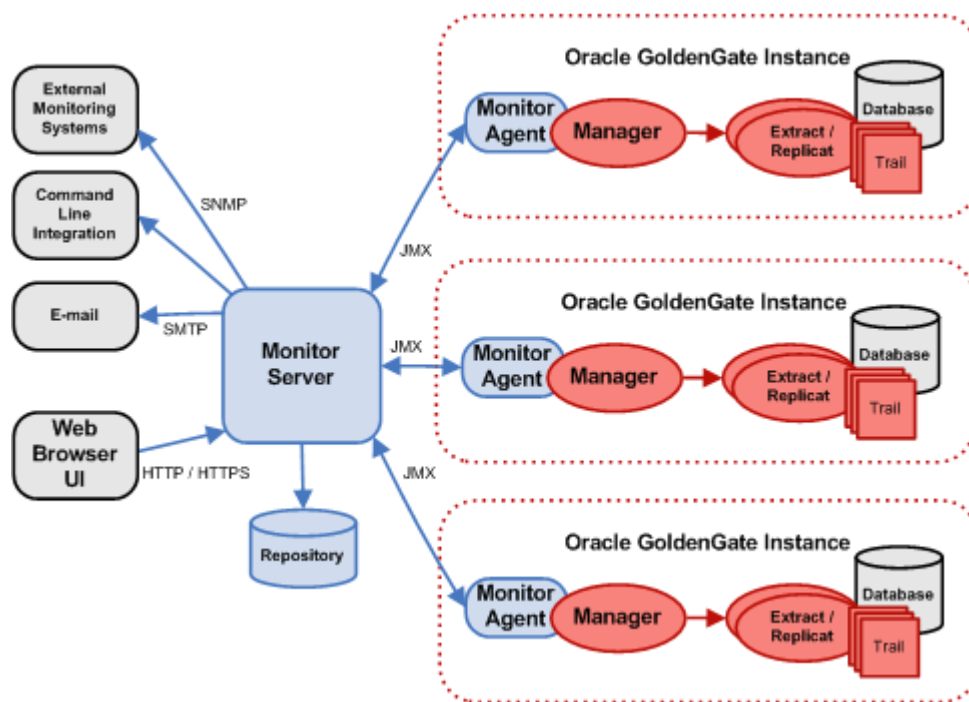 External
Monitoring
Systems
Command
Line
Integration
E-mail
Web
Browser
UI
SNMP
SMTP
HTTP / HTTPS
Monitor
Server
Repository
JMX
JMX
JMX
Oracle GoldenGate Instance
Monitor
Agent
Manager
Extract /
Replicat
Database
Trail
Oracle GoldenGate Instance
Monitor
Agent
Manager
Extract /
Replicat
Database
Trail
Oracle GoldenGate Instance
Monitor
Agent
Manager
Extract /
Replicat
Database
Trail